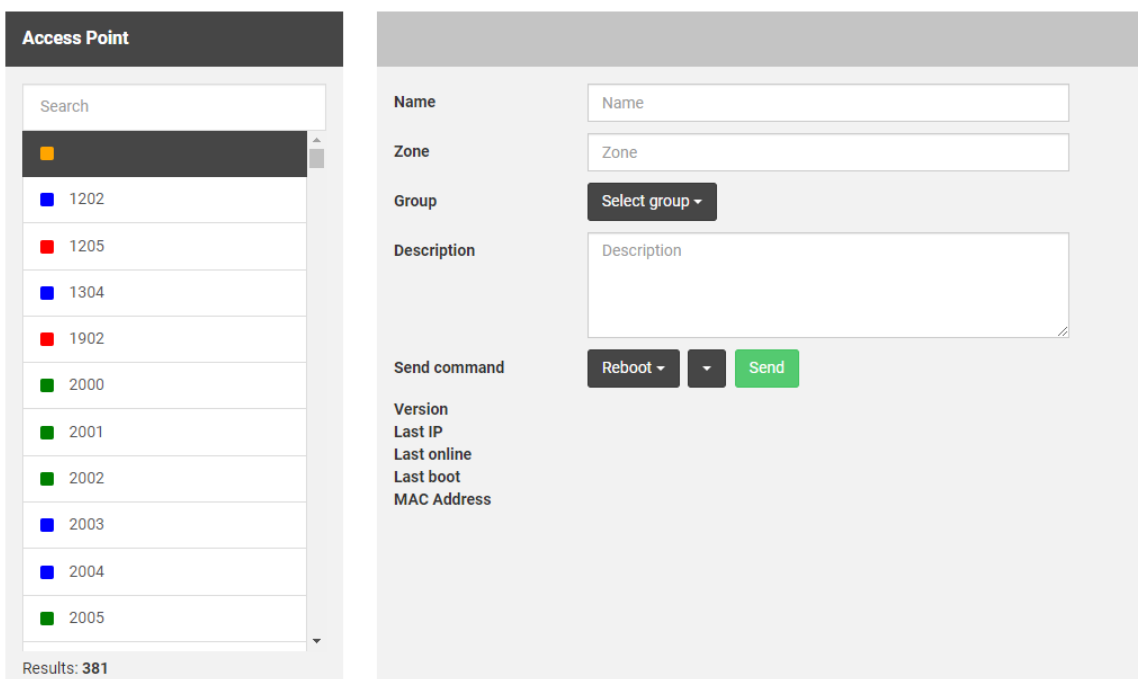 Access Point
Search
1202
1205
1304
1902
2000
2001
2002
2003
2004
2005
Results: 381
Name Name
Zone Zone
Group Select group
Description Description
Send command Reboot Send
Version
Last IP
Last online
Last boot
MAC Address